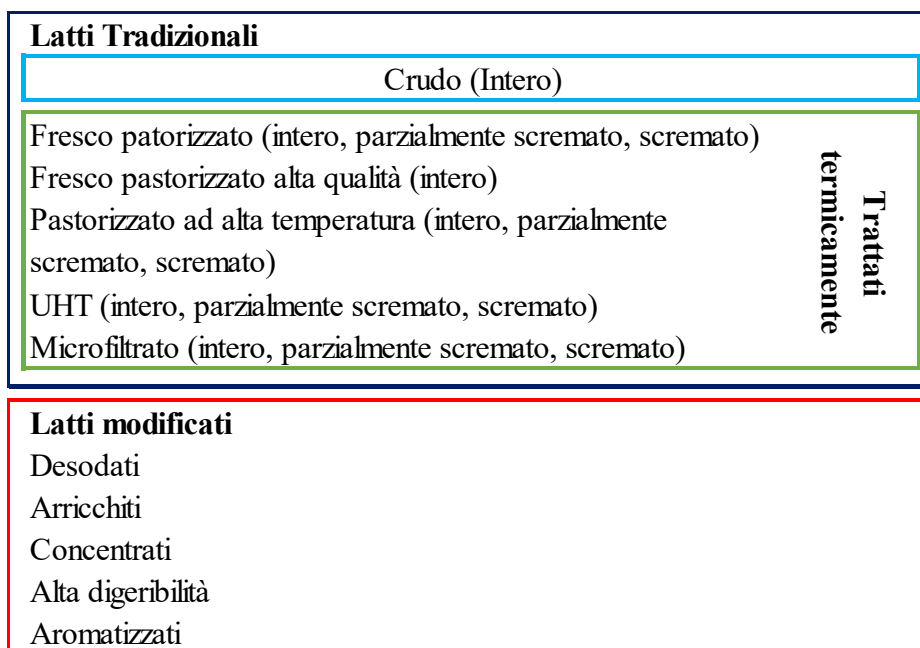 Latti Tradizionali
Crudo (Intero)
Fresco patorizzato (intero, parzialmente scremato, scremato)
Fresco pastorizzato alta qualità (intero)
Pastorizzato ad alta temperatura (intero, parzialmente
scremato, scremato)
UHT (intero, parzialmente scremato, scremato)
Microfiltrato (intero, parzialmente scremato, scremato)
Trattati
termicamente
Latti modificati
Desodati
Arricchiti
Concentrati
Alta digeribilità
Aromatizzati